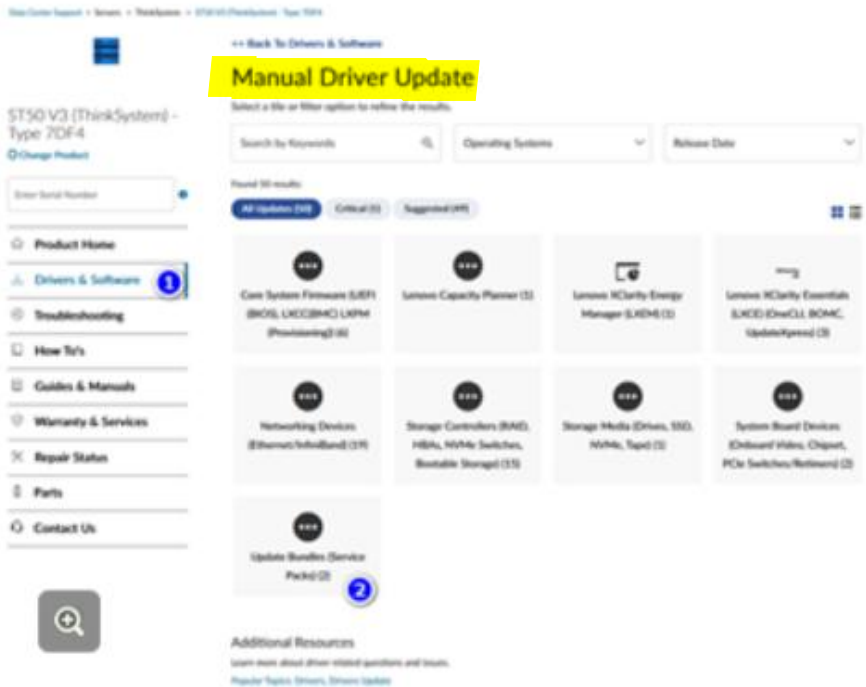 Data Center Support > Servers > ThinkSystem > ST50 V3 (ThinkSystem) - Type 7DF4
<< Back To Drivers & Software
Manual Driver Update
Select a tile or filter option to refine the results.
ST50 V3 (ThinkSystem) -
Type 7DF4
Change Product
Search by Keywords
Operating Systems
Release Date
Enter Serial Number
Found 50 results
All Updates (50)
Critical (1)
Suggested (49)
Product Home
Drivers & Software
1
Troubleshooting
How To's
Guides & Manuals
Warranty & Services
Repair Status
Parts
Contact Us
Core System Firmware (UEFI
(BIOS), LXCC(BMC) LXPM
(Provisioning)) (6)
Lenovo Capacity Planner (1)
Lenovo XClarity Energy
Manager (LXEM) (1)
Lenovo XClarity Essentials
(LXCE) (OneCLI, BOMC,
UpdateXpress) (3)
Networking Devices
(Ethernet/InfiniBand) (19)
Storage Controllers (RAID,
HBAs, NVMe Switches,
Bootable Storage) (15)
Storage Media (Drives, SSD,
NVMe, Tape) (1)
System Board Devices
(Onboard Video, Chipset,
PCIe Switches/Retimers) (2)
Update Bundles (Service
Packs) (2)
2
Additional Resources
Learn more about driver related questions and issues.
Popular Topics: Drivers, Drivers Update